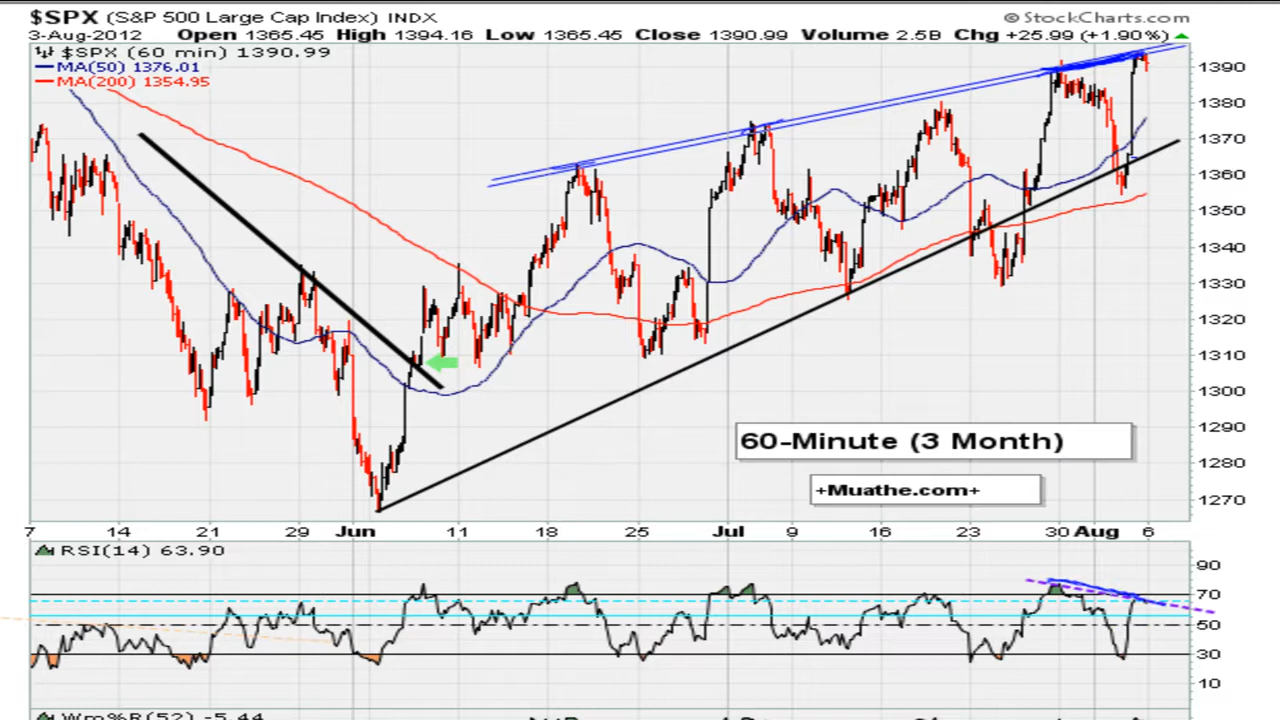 $SPX (S&P 500 Large Cap Index) INDX
© StockCharts.com
3-Aug-2012 Open 1365.45 High 1394.16 Low 1365.45 Close 1390.99 Volume 2.5B Chg +25.99 (+1.90%)
$SPX (60 min) 1390.99
MA(50) 1376.01
MA(200) 1354.95
1390
1380
1370
1360
1350
1340
1330
1320
1310
1300
1290
1280
1270
60-Minute (3 Month)
+Muathe.com+
7 14 21 29 Jun 11 18 25 Jul 9 16 23 30 Aug 6
RSI(14) 63.90
90
70
50
30
10
Wm%R(52) -5.44